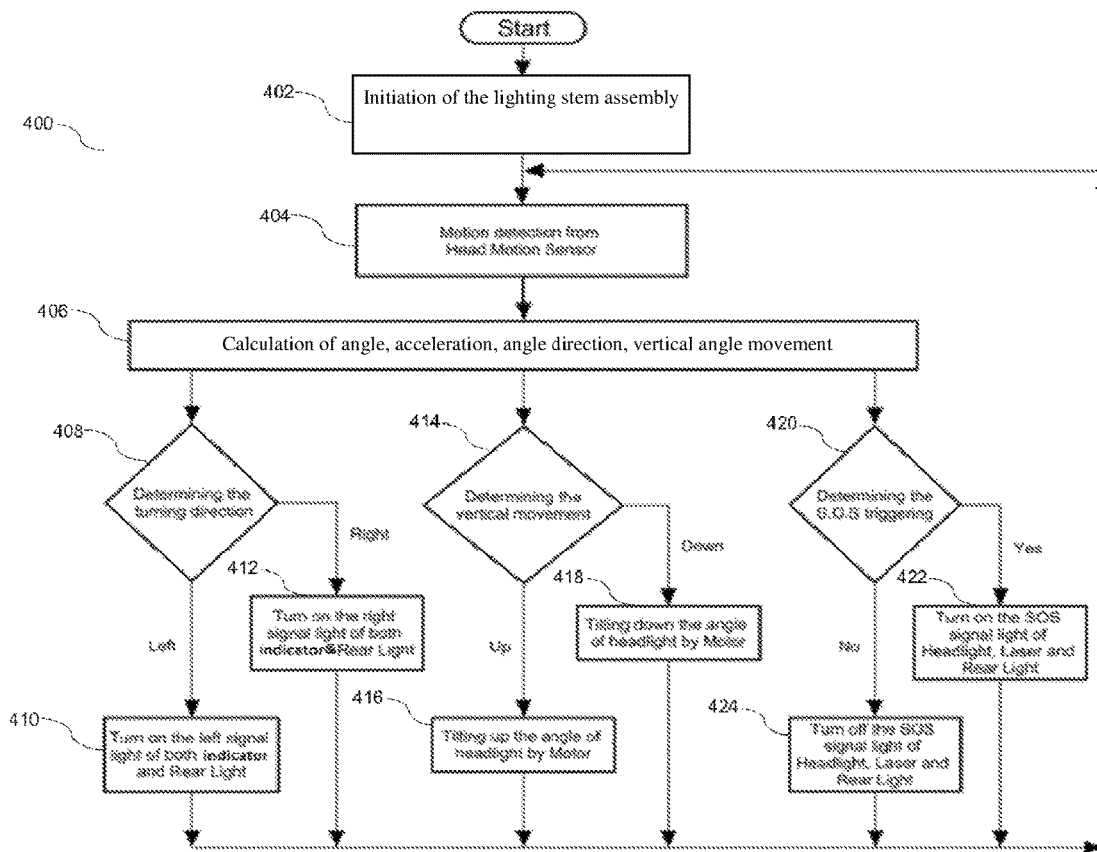 Start
402
Initiation of the lighting stem assembly
400
404
Motion detection from
Head Motion Sensor
406
Calculation of angle, acceleration, angle direction, vertical angle movement
408
Determining the
turning direction
Right
Left
414
Determining the
vertical movement
Down
Up
420
Determining the
S.O.S triggering
Yes
No
412
Turn on the right
signal light of both
indicator&Rear Light
418
Tilting down the angle
of headlight by Motor
422
Turn on the SOS
signal light of
Headlight, Laser and
Rear Light
410
Turn on the left signal
light of both indicator
and Rear Light
416
Tilting up the angle of
headlight by Motor
424
Turn off the SOS
signal light of
Headlight, Laser and
Rear Light